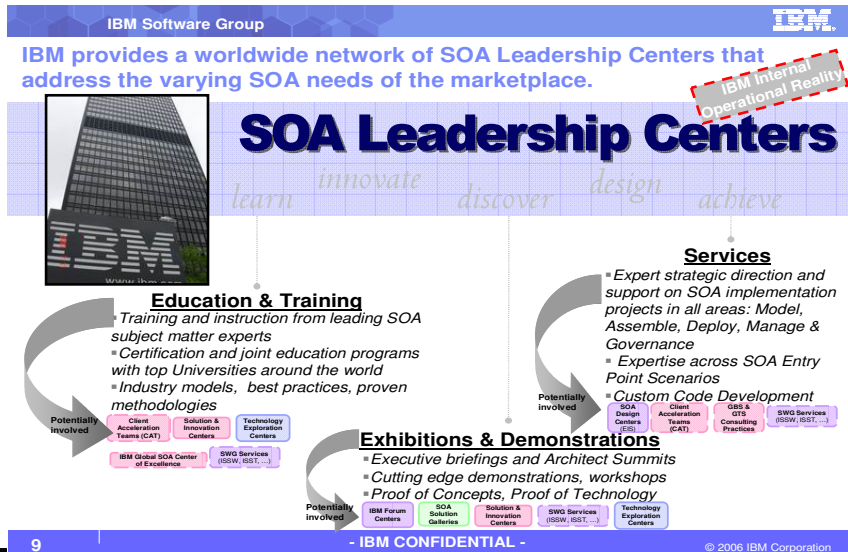 IBM Software Group
IBM
IBM provides a worldwide network of SOA Leadership Centers that
address the varying SOA needs of the marketplace.
IBM Internal
Operational Reality
SOA Leadership Centers
learn innovate discover design achieve
IBM
www.ibm.com
Education & Training
▪Training and instruction from leading SOA
subject matter experts
▪Certification and joint education programs
with top Universities around the world
▪Industry models, best practices, proven
methodologies
Potentially
involved
Client
Acceleration
Teams (CAT)
Solution &
Innovation
Centers
Technology
Exploration
Centers
IBM Global SOA Center
of Excellence
SWG Services
(ISSW, ISST, ...)
Exhibitions & Demonstrations
▪Executive briefings and Architect Summits
▪Cutting edge demonstrations, workshops
▪Proof of Concepts, Proof of Technology
Potentially
involved
IBM Forum
Centers
SOA
Solution
Galleries
Solution &
Innovation
Centers
SWG Services
(ISSW, ISST, ...)
Technology
Exploration
Centers
Services
▪Expert strategic direction and
support on SOA implementation
projects in all areas: Model,
Assemble, Deploy, Manage &
Governance
▪ Expertise across SOA Entry
Point Scenarios
▪Custom Code Development
Potentially
involved
SOA
Design
Centers
(EIS)
Client
Acceleration
Teams
(CAT)
GBS &
GTS
Consulting
Practices
SWG Services
(ISSW, ISST, ...)
9
- IBM CONFIDENTIAL -
© 2006 IBM Corporation